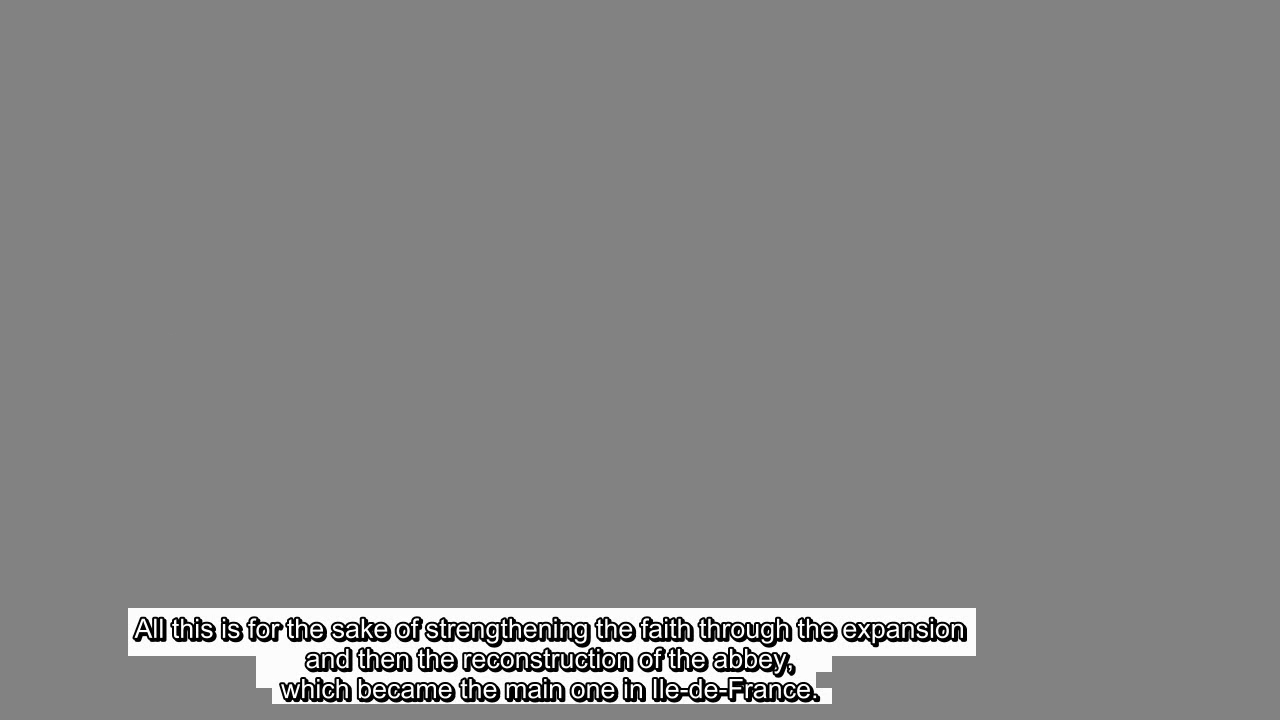 All this is for the sake of strengthening the faith through the expansion
and then the reconstruction of the abbey,
which became the main one in Ile-de-France.